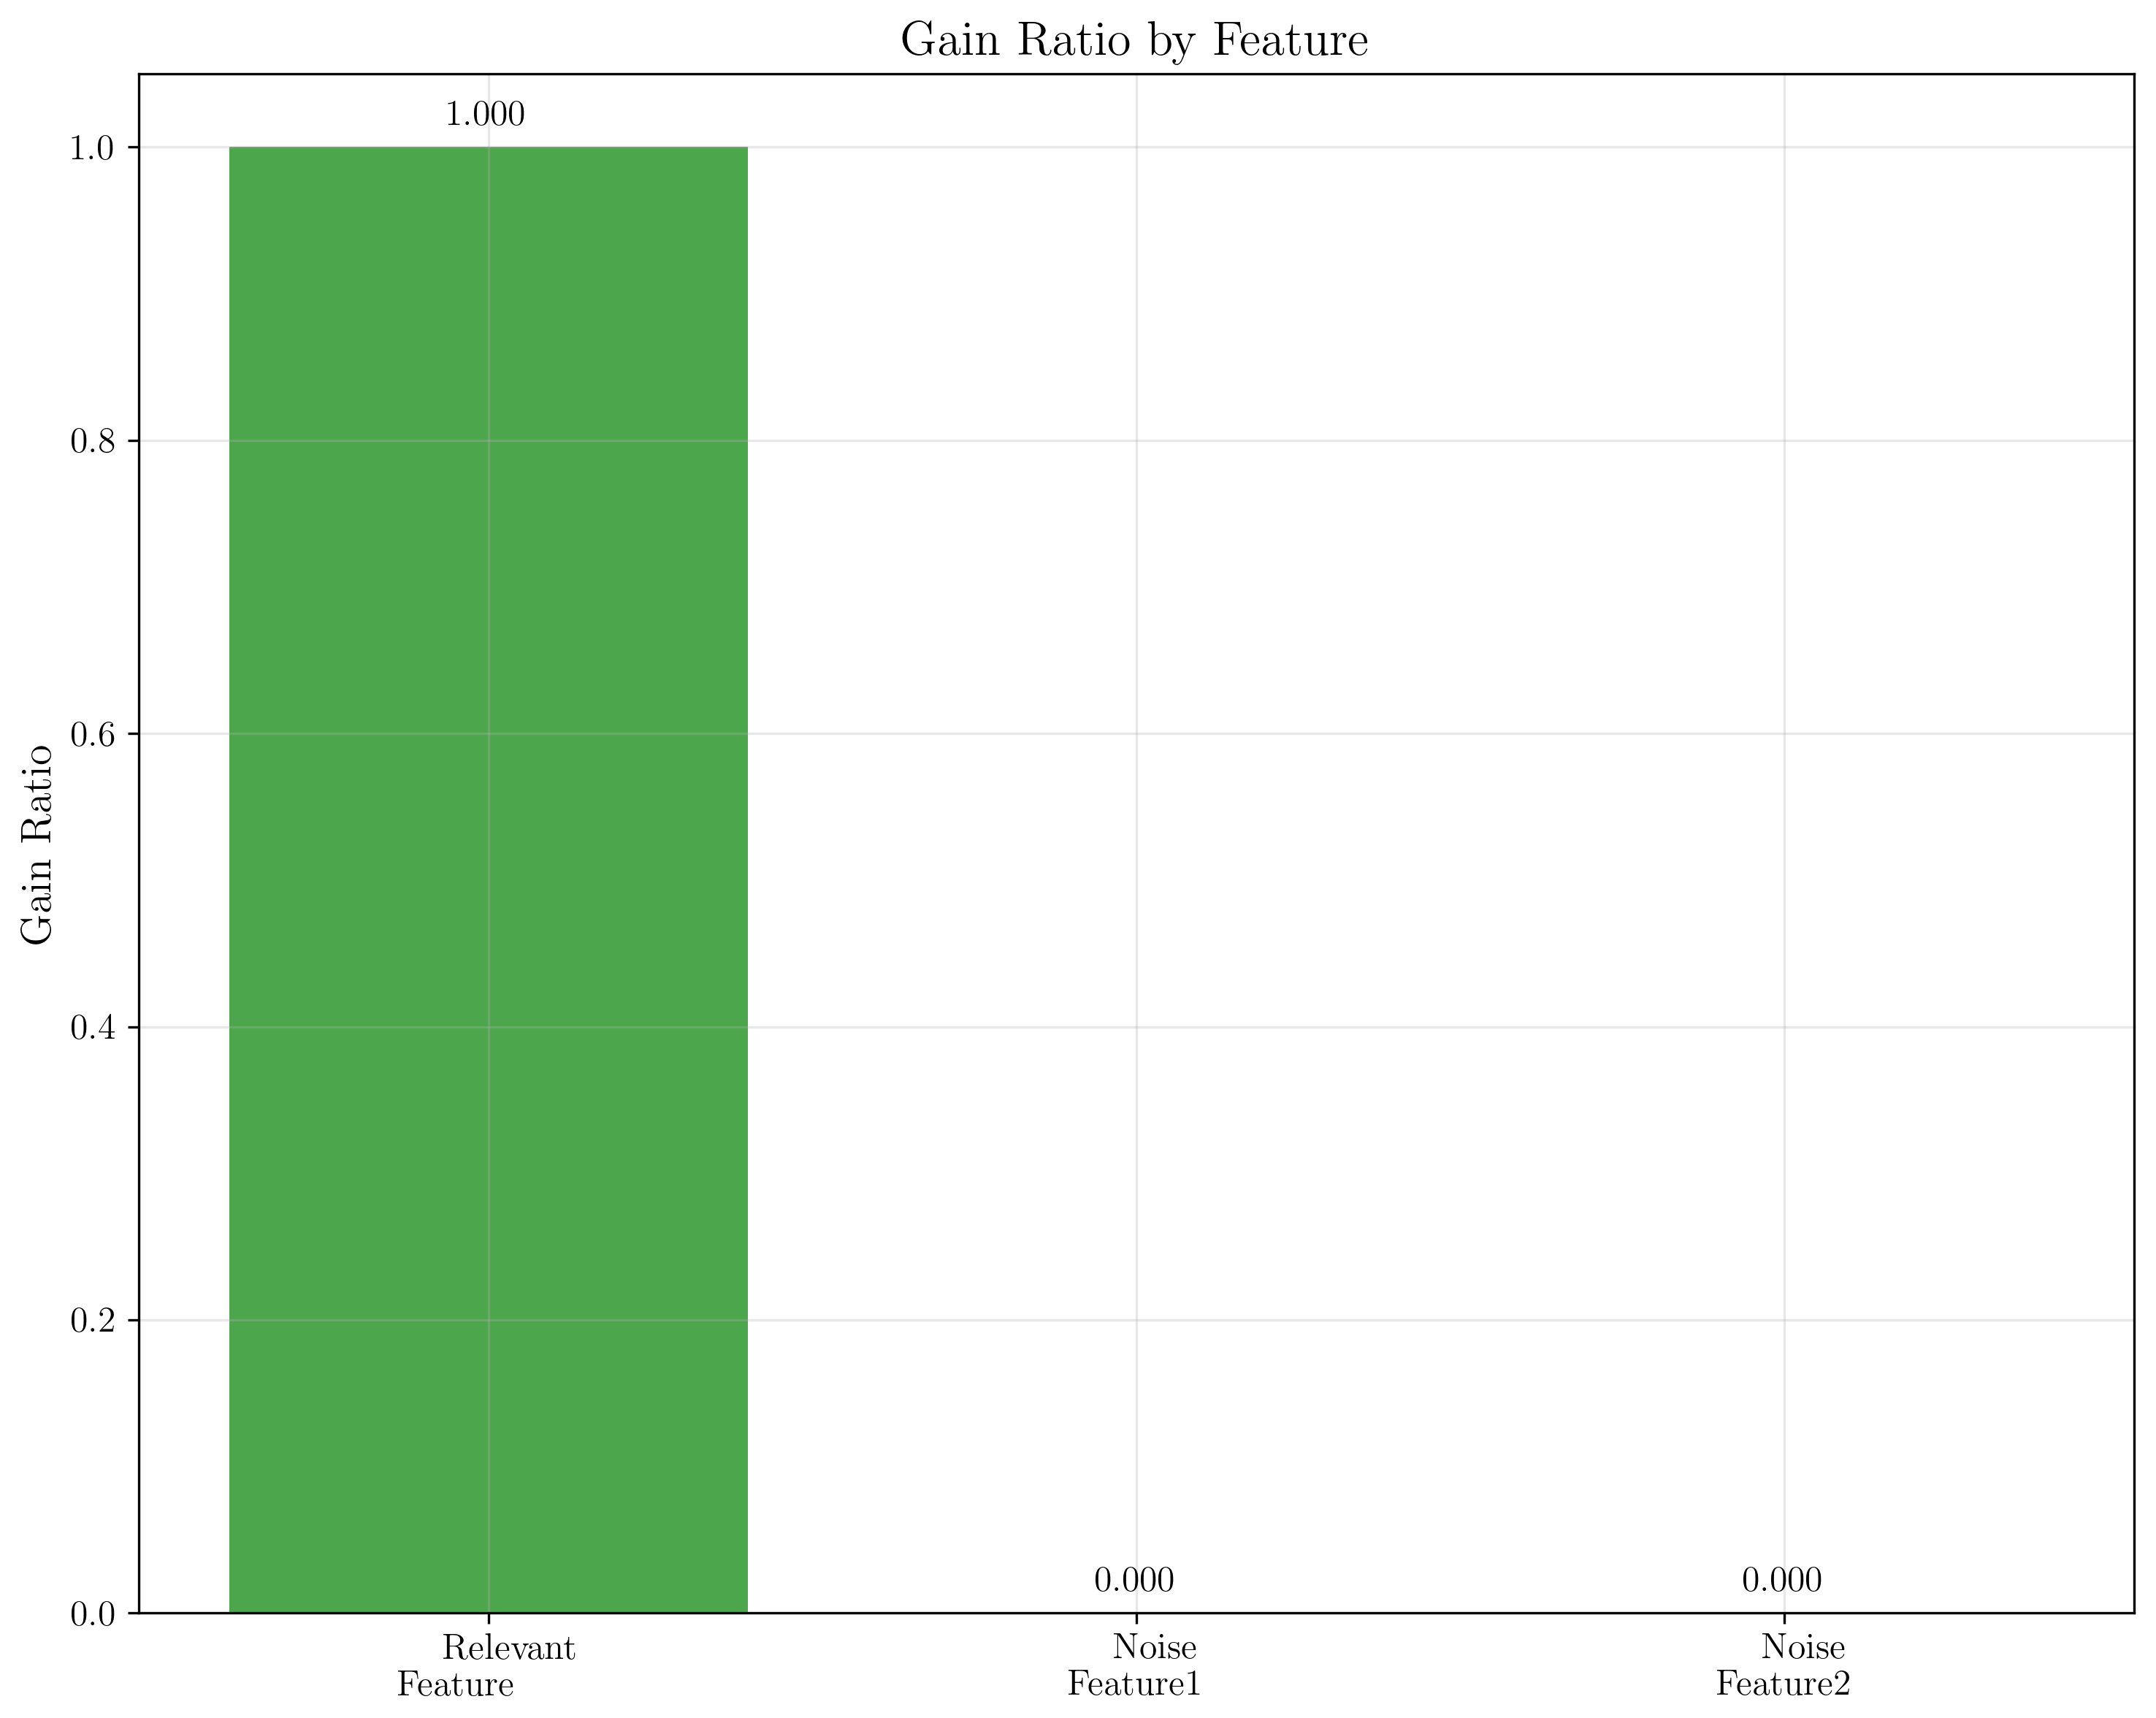 Gain Ratio by Feature
Gain Ratio
1.0
0.8
0.6
0.4
0.2
0.0
1.000
0.000
0.000
Relevant
Feature
Noise
Feature1
Noise
Feature2